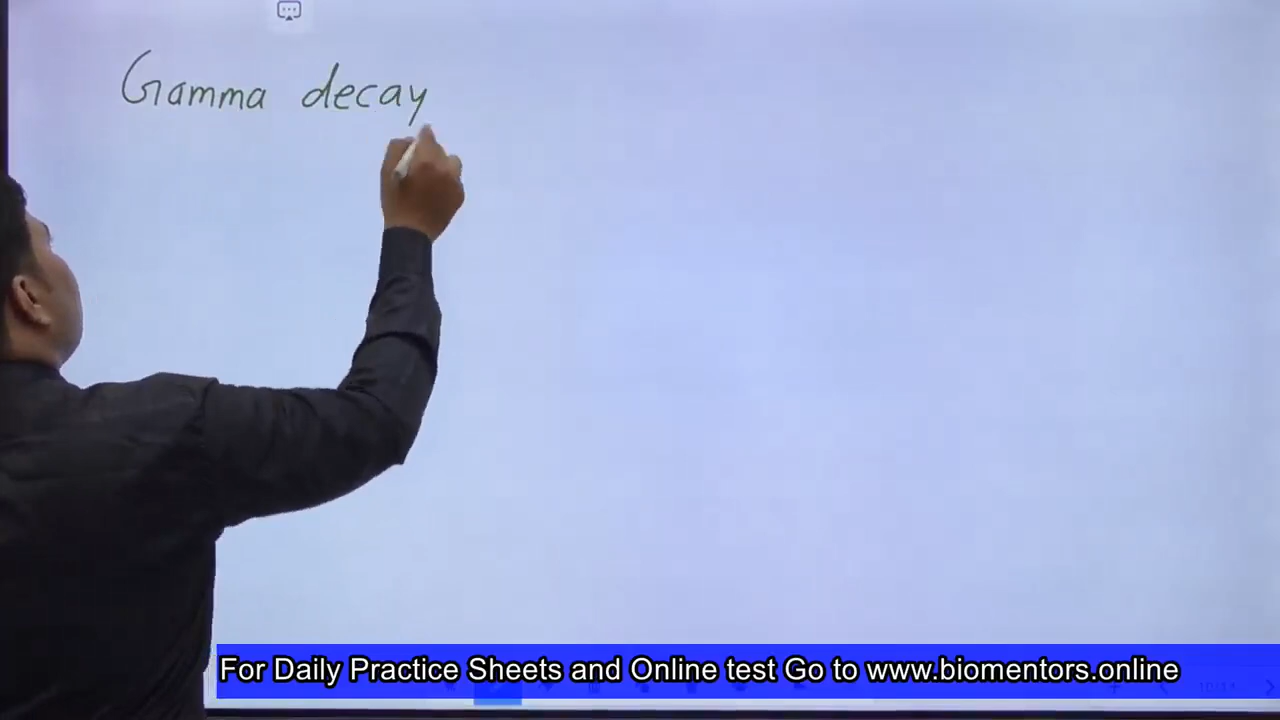 Gamma decay
For Daily Practice Sheets and Online test Go to www.biomentors.online